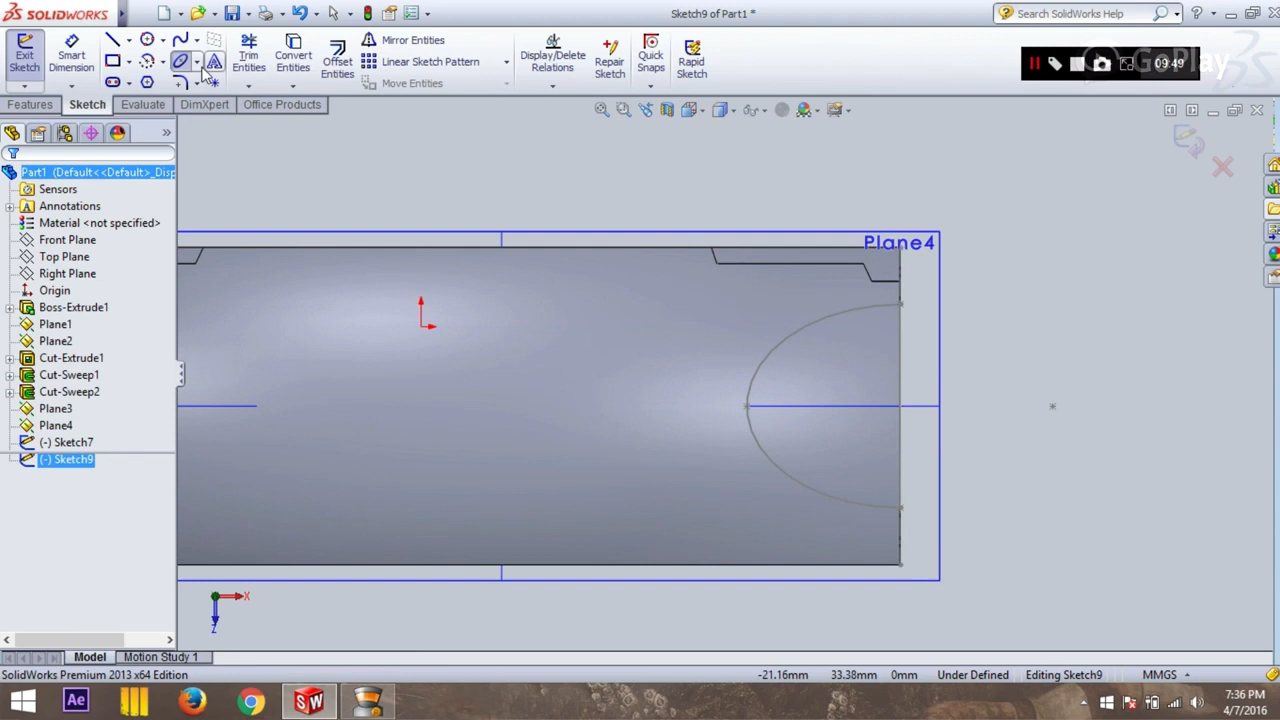 SOLIDWORKS
Sketch9 of Part1 *
Search SolidWorks Help
Exit Sketch
Smart Dimension
Trim Entities
Convert Entities
Offset Entities
Mirror Entities
Linear Sketch Pattern
Move Entities
Display/Delete Relations
Repair Sketch
Quick Snaps
Rapid Sketch
GoPlay
09:49
Features
Sketch
Evaluate
DimXpert
Office Products
Part1 (Default<<Default>_Disp
Sensors
Annotations
Material <not specified>
Front Plane
Top Plane
Right Plane
Origin
Boss-Extrude1
Plane1
Plane2
Cut-Extrude1
Cut-Sweep1
Cut-Sweep2
Plane3
Plane4
(-) Sketch7
(-) Sketch9
Plane4
X
Z
Model
Motion Study 1
SolidWorks Premium 2013 x64 Edition
-21.16mm
33.38mm
0mm
Under Defined
Editing Sketch9
MMGS
Ae
SW
7:36 PM
4/7/2016